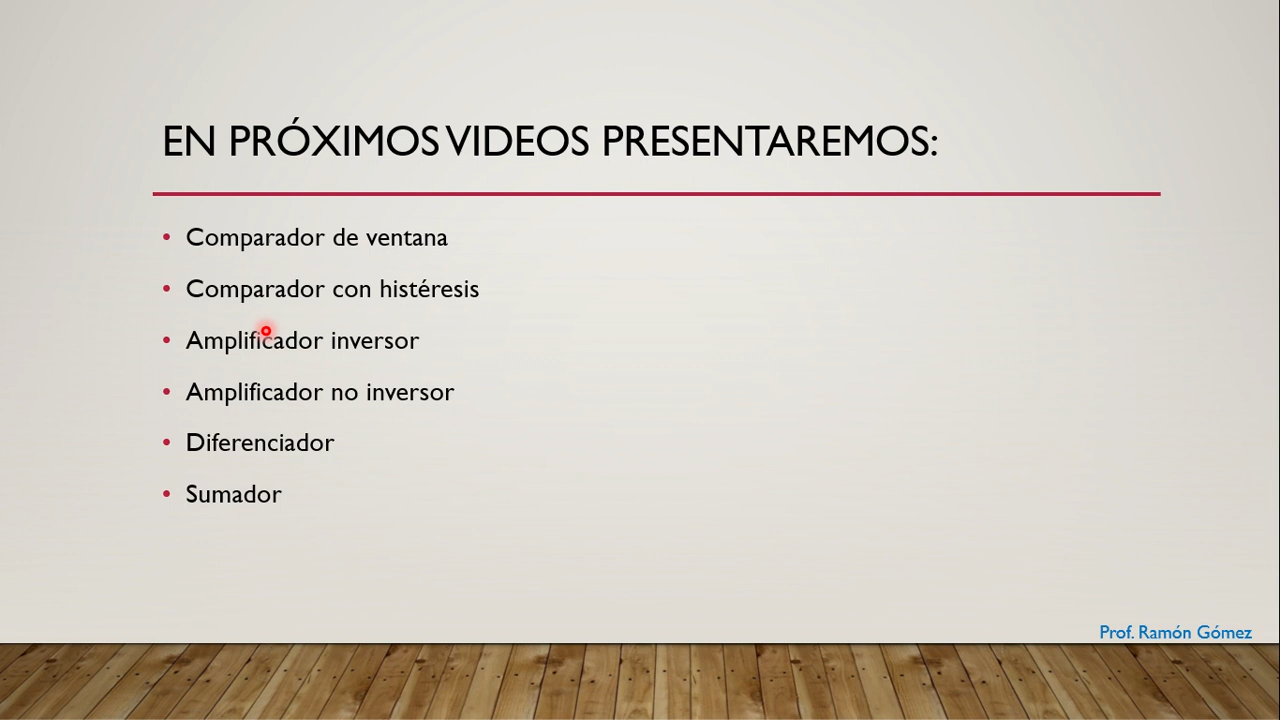 EN PRÓXIMOS VIDEOS PRESENTAREMOS:
• Comparador de ventana
• Comparador con histéresis
• Amplificador inversor
• Amplificador no inversor
• Diferenciador
• Sumador
Prof. Ramón Gómez